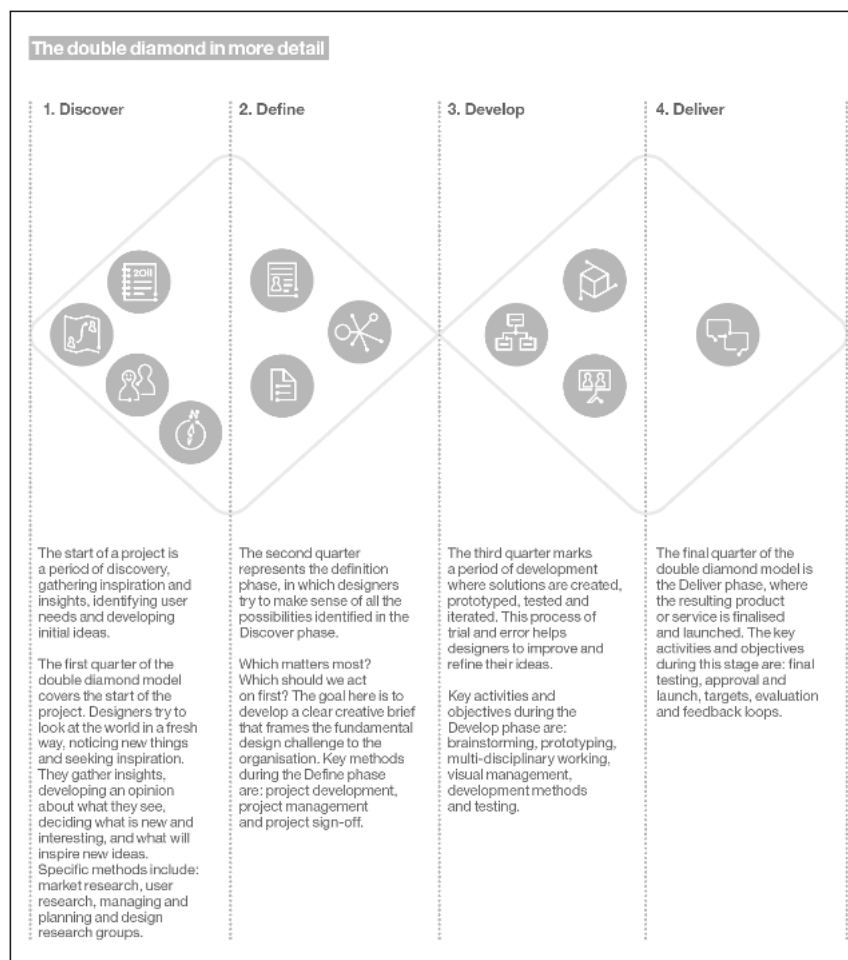 The double diamond in more detail
1. Discover
2. Define
3. Develop
4. Deliver
2011
N
The start of a project is
a period of discovery,
gathering inspiration and
insights, identifying user
needs and developing
initial ideas.
The first quarter of the
double diamond model
covers the start of the
project. Designers try to
look at the world in a fresh
way, noticing new things
and seeking inspiration.
They gather insights,
developing an opinion
about what they see,
deciding what is new and
interesting, and what will
inspire new ideas.
Specific methods include:
market research, user
research, managing and
planning and design
research groups.
The second quarter
represents the definition
phase, in which designers
try to make sense of all the
possibilities identified in the
Discover phase.
Which matters most?
Which should we act
on first? The goal here is to
develop a clear creative brief
that frames the fundamental
design challenge to the
organisation. Key methods
during the Define phase
are: project development,
project management
and project sign-off.
The third quarter marks
a period of development
where solutions are created,
prototyped, tested and
iterated. This process of
trial and error helps
designers to improve and
refine their ideas.
Key activities and
objectives during the
Develop phase are:
brainstorming, prototyping,
multi-disciplinary working,
visual management,
development methods
and testing.
The final quarter of the
double diamond model is
the Deliver phase, where
the resulting product
or service is finalised
and launched. The key
activities and objectives
during this stage are: final
testing, approval and
launch, targets, evaluation
and feedback loops.